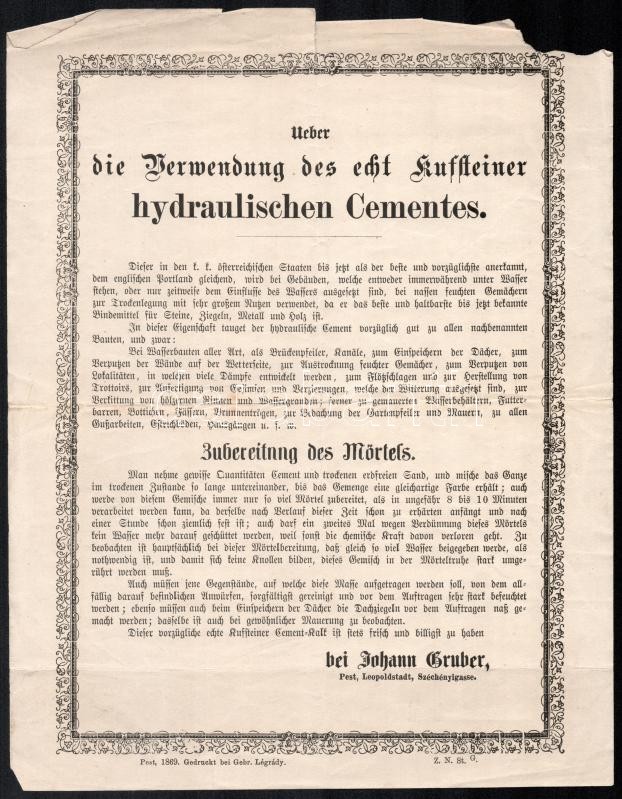 Ueber
die Verwendung des echt Kufsteiner
hydraulischen Cementes.
Dieser in den k. k. österreichischen Staaten bis jetzt als der beste und vorzüglichste anerkannt,
dem englischen Portland gleichend, wird bei Gebäuden, welche entweder immerwährend unter Wasser
stehen, oder nur zeitweise dem Einflusse des Wassers ausgesetzt sind, bei nassen feuchten Gemächern
zur Trockenlegung mit sehr großem Nutzen verwendet, da er das beste und haltbarste bis jetzt bekannte
Bindemittel für Steine, Ziegeln, Metall und Holz ist.
In dieser Eigenschaft tauget der hydraulische Cement vorzüglich gut zu allen nachbenannten
Bauten, und zwar:
Bei Wasserbauten aller Art, als Brückenpfeiler, Kanäle, zum Einspeichern der Dächer, zum
Verputzen der Wände auf der Wetterseite, zur Austrocknung feuchter Gemächer, zum Verputzen von
Lokalitäten, in welchen viele Dämpfe entwickelt werden, zum Flötzschlagen und zur Herstellung von
Trottoirs, zur Anfertigung von Gesimsen und Verzierungen, welche der Witterung ausgesetzt sind, zur
Verkittung von hölzernen Rinnen und Wassergranden; ferner zu gemauerten Wasserbehältern, Futter-
barren, Bottichen, Fässern, Brunnentrögen, zur Bedachung der Gartenpfeiler und Mauern, zu allen
Gußarbeiten, Estrichböden, Hausgängen u. s. w.
Zubereitung des Mörtels.
Man nehme gewisse Quantitäten Cement und trockenen erdfreien Sand, und mische das Ganze
im trockenen Zustande so lange untereinander, bis das Gemenge eine gleichartige Farbe erhält; auch
werde von diesem Gemische immer nur so viel Mörtel zubereitet, als in ungefähr 8 bis 10 Minuten
verarbeitet werden kann, da derselbe nach Verlauf dieser Zeit schon zu erhärten anfängt und nach
einer Stunde schon ziemlich fest ist; auch darf ein zweites Mal wegen Verdünnung dieses Mörtels
kein Wasser mehr darauf geschüttet werden, weil sonst die chemische Kraft davon verloren geht. Zu
beobachten ist hauptsächlich bei dieser Mörtelbereitung, daß gleich so viel Wasser beigegeben werde, als
nothwendig ist, und damit sich keine Knollen bilden, dieses Gemisch in der Mörteltruhe stark umge-
rührt werden muß.
Auch müssen jene Gegenstände, auf welche diese Masse aufgetragen werden soll, von dem all-
fällig darauf befindlichen Anwürfen, sorgfältigst gereinigt und vor dem Auftragen sehr stark befeuchtet
werden; ebenso müssen auch beim Einspeichern der Dächer die Dachziegeln vor dem Auftragen naß ge-
macht werden; dasselbe ist auch bei gewöhnlicher Mauerung zu beobachten.
Dieser vorzügliche echte Kufsteiner Cement-Kalk ist stets frisch und billigst zu haben
bei Johann Gruber,
Pest, Leopoldstadt, Széchényigasse.
Pest, 1869. Gedruckt bei Gebr. Légrády.
Z. N. St. G.